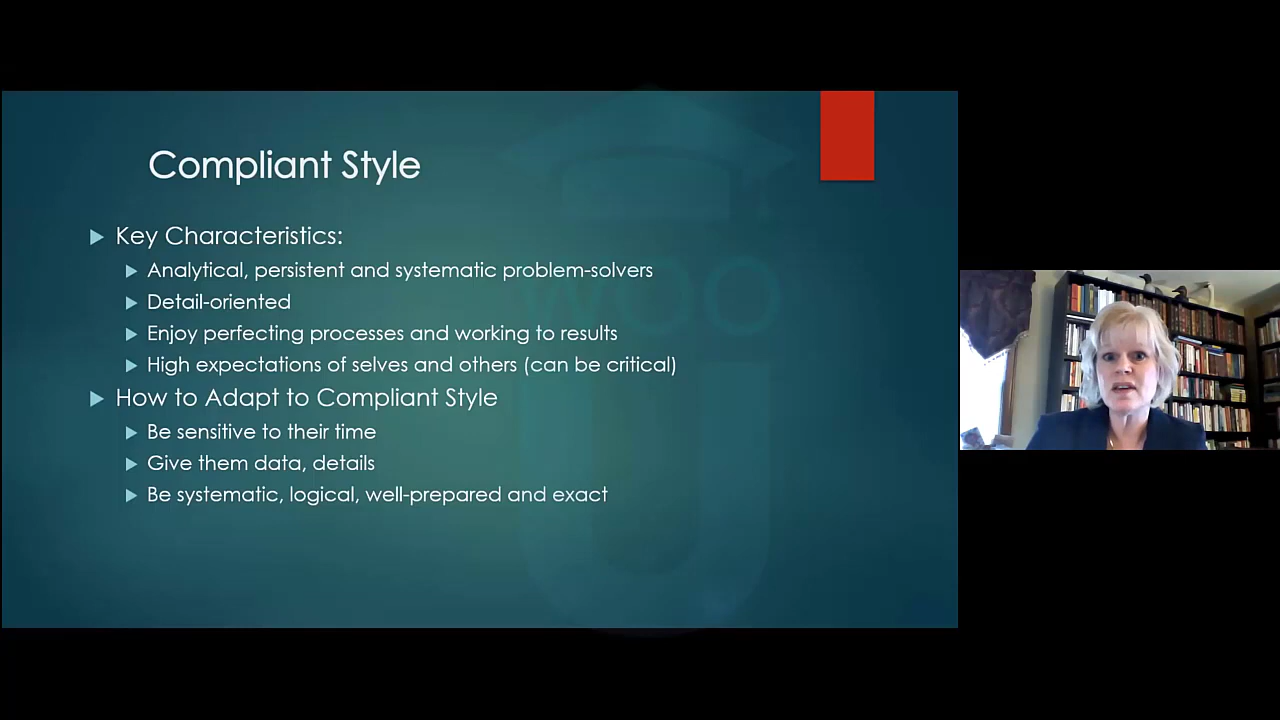 Compliant Style
Key Characteristics:
Analytical, persistent and systematic problem-solvers
Detail-oriented
Enjoy perfecting processes and working to results
High expectations of selves and others (can be critical)
How to Adapt to Compliant Style
Be sensitive to their time
Give them data, details
Be systematic, logical, well-prepared and exact
WOO